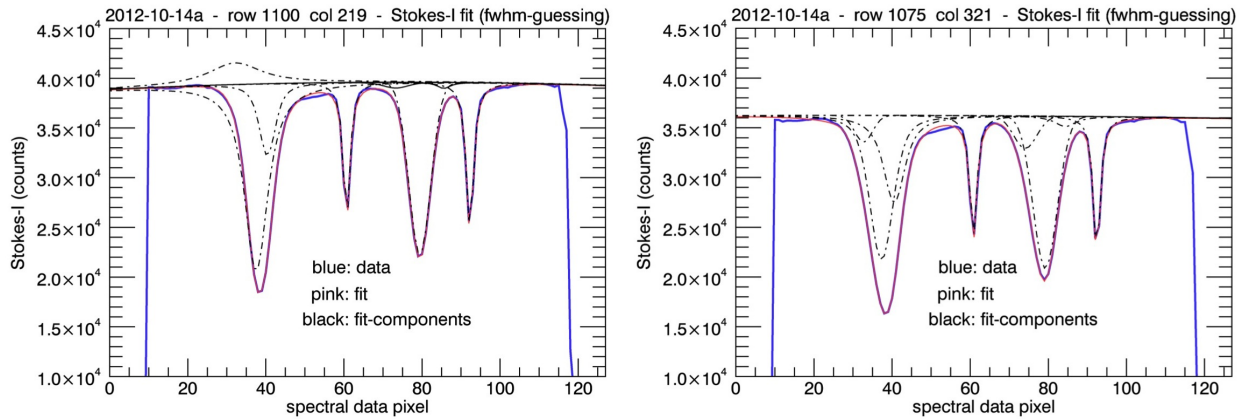 2012-10-14a - row 1100 col 219 - Stokes-I fit (fwhm-guessing)
4.5×10⁴
4.0×10⁴
3.5×10⁴
3.0×10⁴
2.5×10⁴
2.0×10⁴
1.5×10⁴
1.0×10⁴
Stokes-I (counts)
blue: data
pink: fit
black: fit-components
0 20 40 60 80 100 120
spectral data pixel
2012-10-14a - row 1075 col 321 - Stokes-I fit (fwhm-guessing)
4.5×10⁴
4.0×10⁴
3.5×10⁴
3.0×10⁴
2.5×10⁴
2.0×10⁴
1.5×10⁴
1.0×10⁴
Stokes-I (counts)
blue: data
pink: fit
black: fit-components
0 20 40 60 80 100 120
spectral data pixel